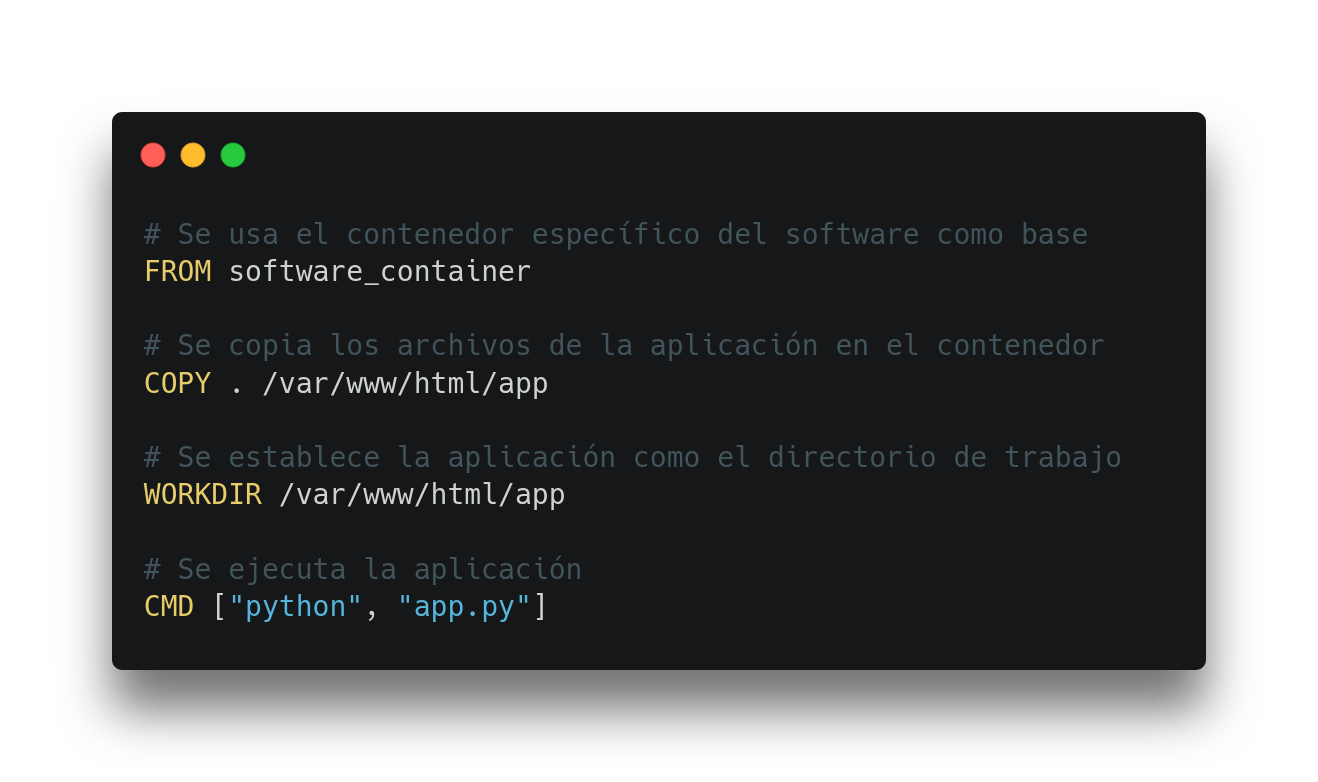 # Se usa el contenedor específico del software como base
FROM software_container
# Se copia los archivos de la aplicación en el contenedor
COPY . /var/www/html/app
# Se establece la aplicación como el directorio de trabajo
WORKDIR /var/www/html/app
# Se ejecuta la aplicación
CMD ["python", "app.py"]